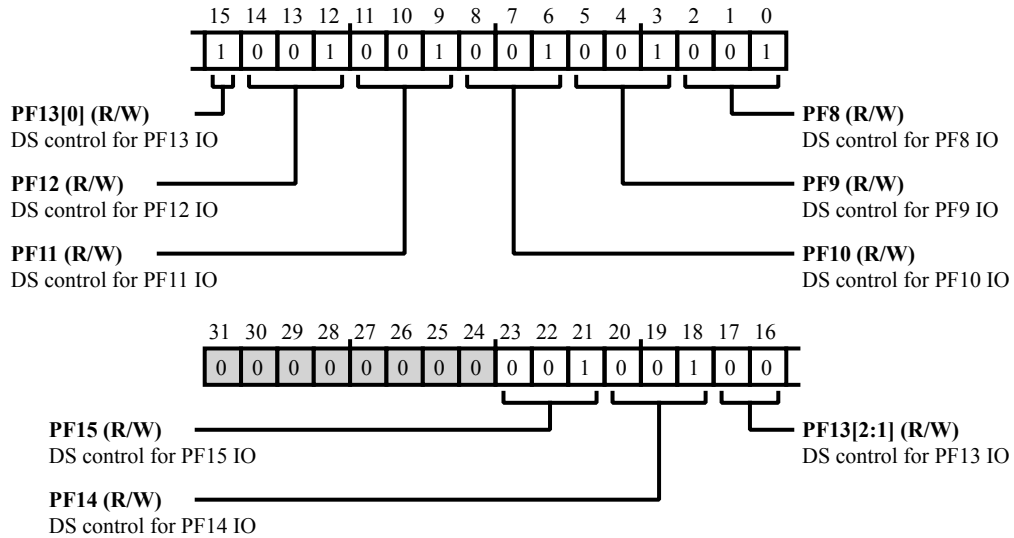 15 14 13 12 11 10 9 8 7 6 5 4 3 2 1 0
1 0 0 1 0 0 1 0 0 1 0 0 1 0 0 1
PF13[0] (R/W)
DS control for PF13 IO
PF8 (R/W)
DS control for PF8 IO
PF12 (R/W)
DS control for PF12 IO
PF9 (R/W)
DS control for PF9 IO
PF11 (R/W)
DS control for PF11 IO
PF10 (R/W)
DS control for PF10 IO
31 30 29 28 27 26 25 24 23 22 21 20 19 18 17 16
0 0 0 0 0 0 0 0 0 0 1 0 0 1 0 0
PF15 (R/W)
DS control for PF15 IO
PF13[2:1] (R/W)
DS control for PF13 IO
PF14 (R/W)
DS control for PF14 IO